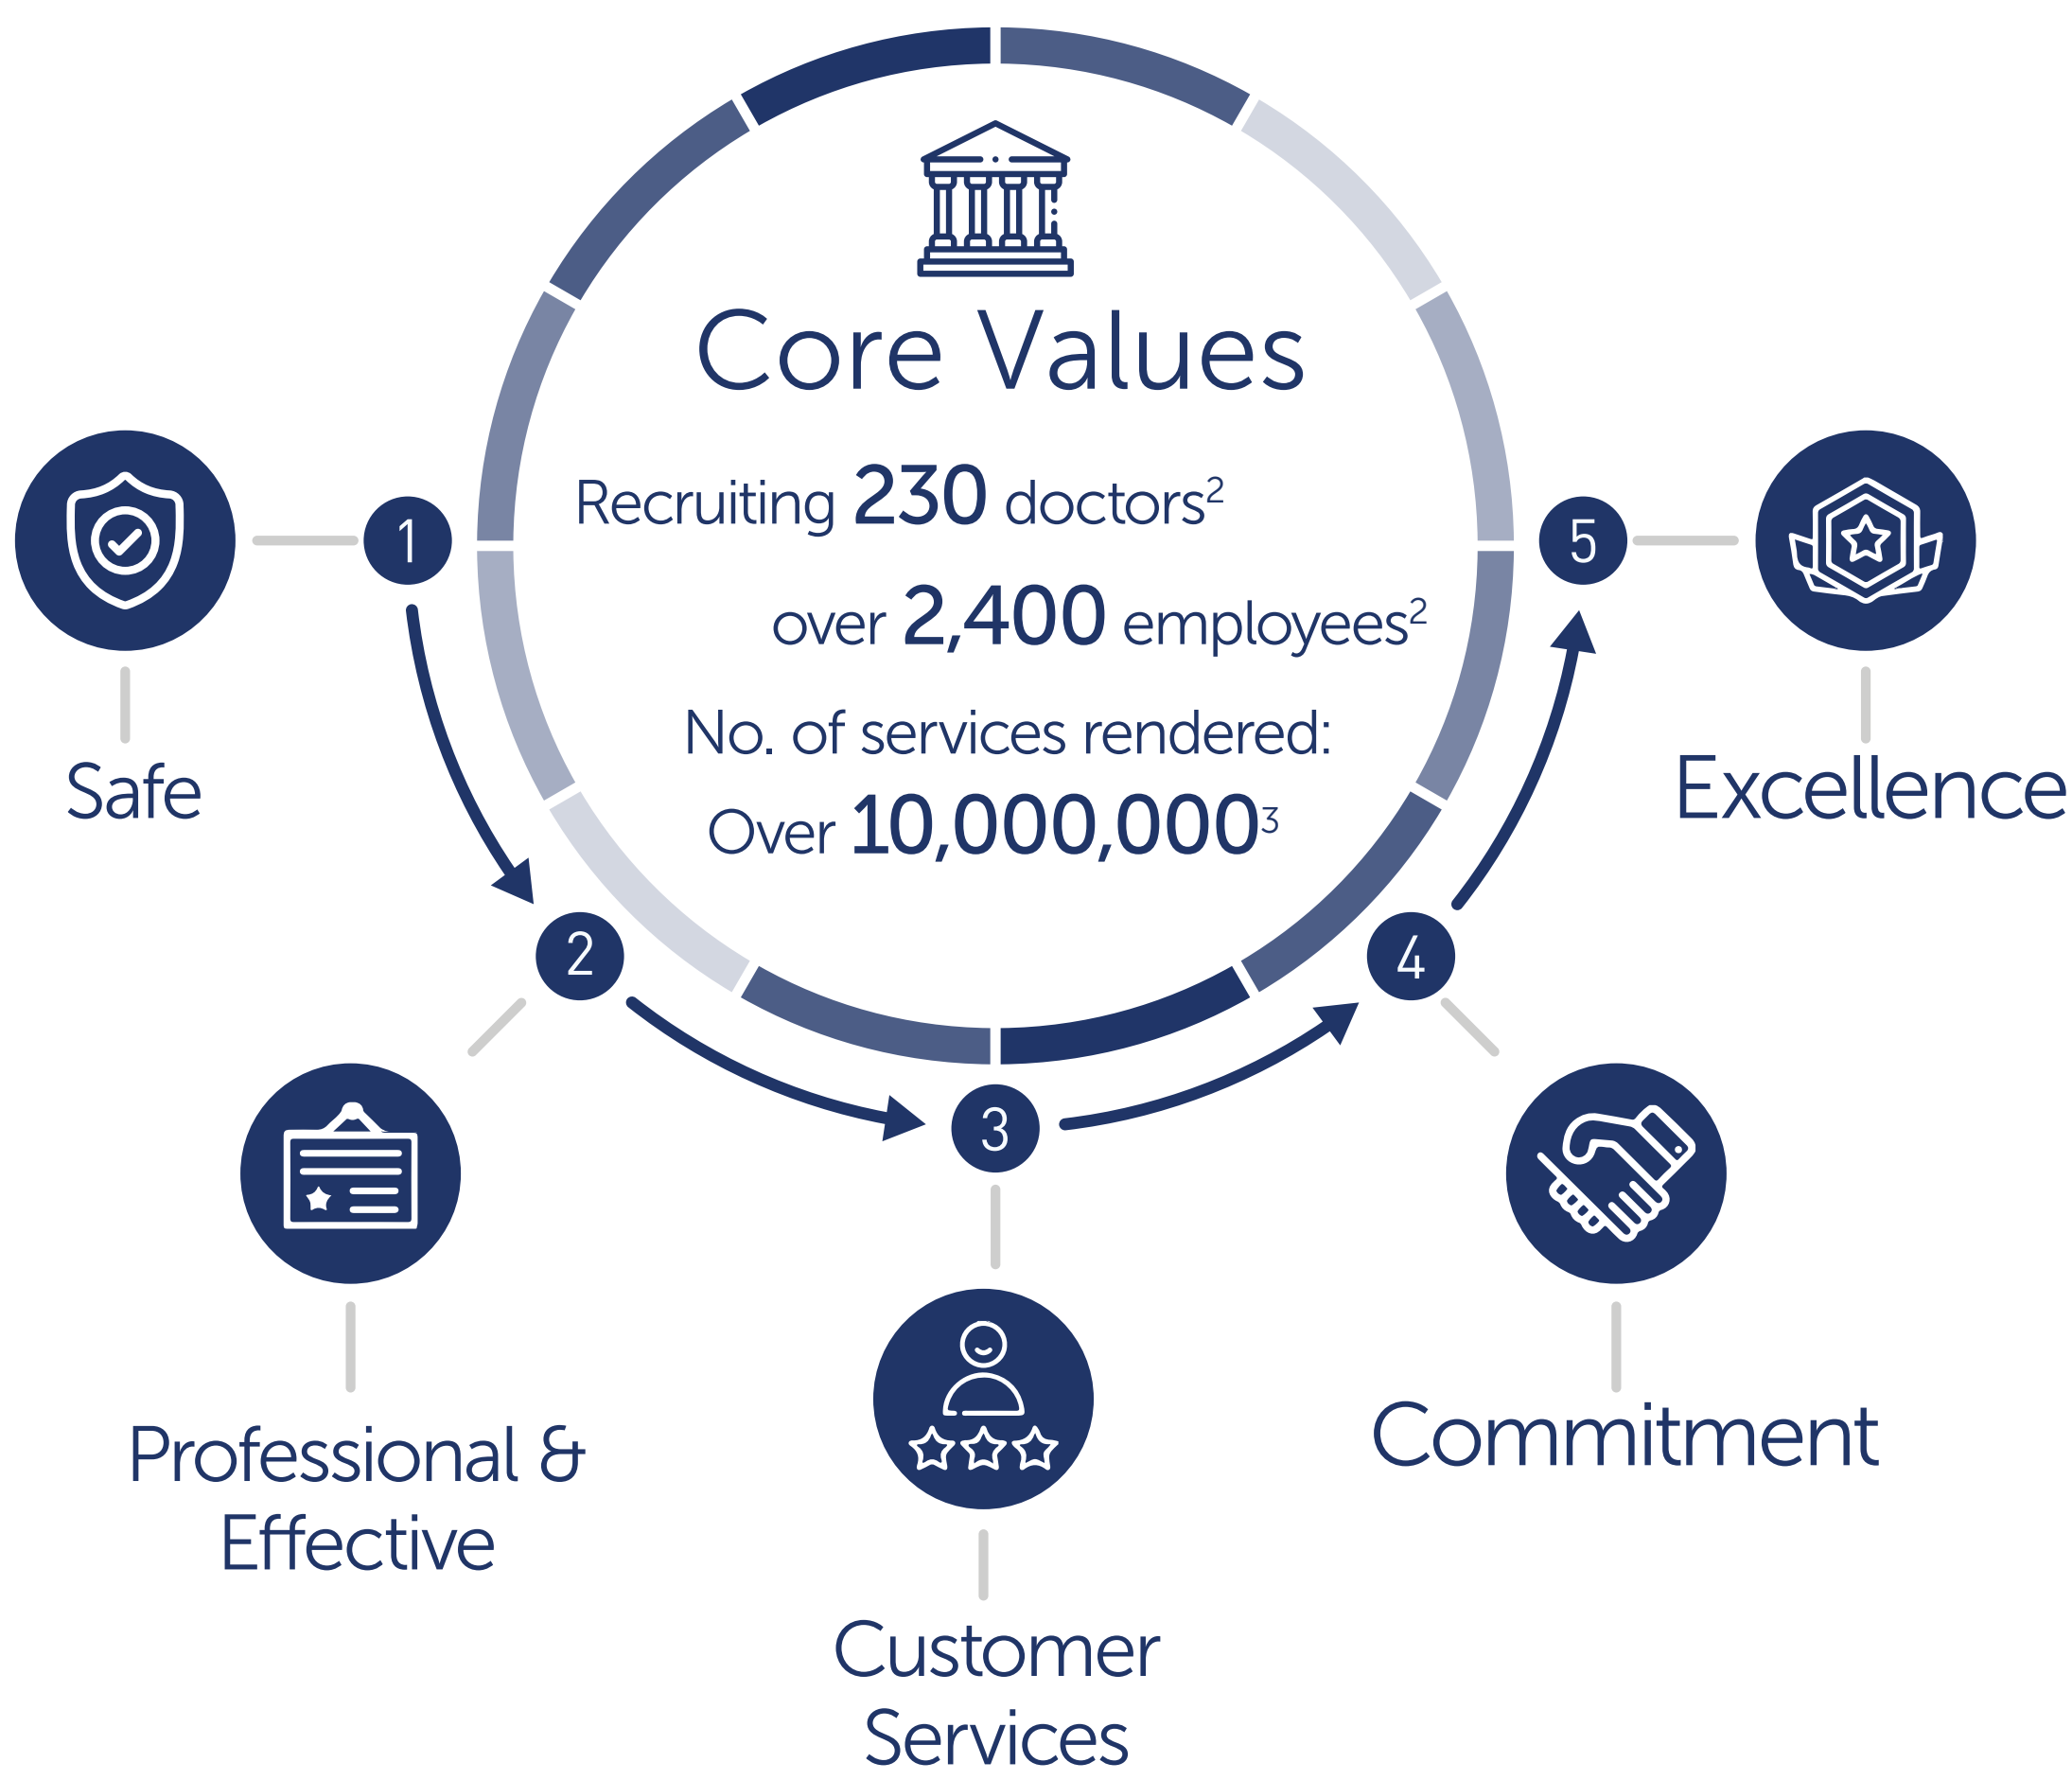 Core Values
Recruiting 230 doctors²
over 2,400 employees²
No. of services rendered:
Over 10,000,000³
1
Safe
2
Professional &
Effective
3
Customer
Services
4
Commitment
5
Excellence